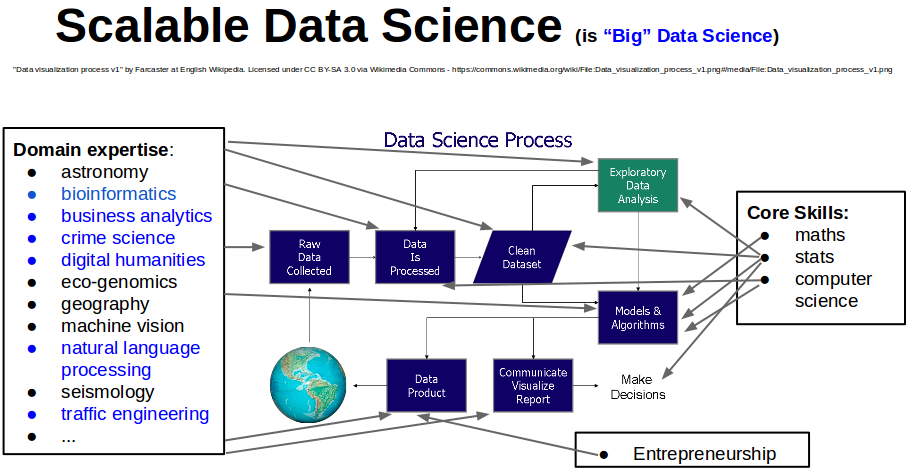 Scalable Data Science (is “Big” Data Science)
"Data visualization process v1" by Farcaster at English Wikipedia. Licensed under CC BY-SA 3.0 via Wikimedia Commons - https://commons.wikimedia.org/wiki/File:Data_visualization_process_v1.png#/media/File:Data_visualization_process_v1.png
Domain expertise:
● astronomy
● bioinformatics
● business analytics
● crime science
● digital humanities
● eco-genomics
● geography
● machine vision
● natural language
processing
● seismology
● traffic engineering
● ...
Data Science Process
Raw
Data
Collected
Data
Is
Processed
Clean
Dataset
Exploratory
Data
Analysis
Models &
Algorithms
Data
Product
Communicate
Visualize
Report
Make
Decisions
Core Skills:
● maths
● stats
● computer
science
● Entrepreneurship